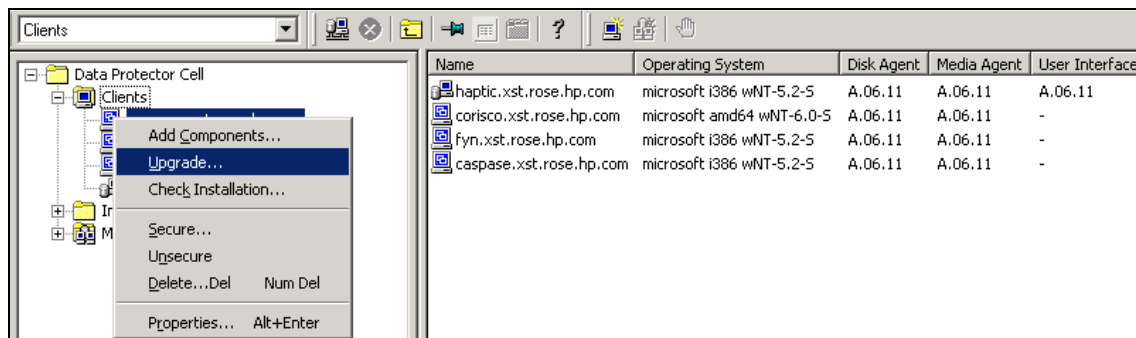 Clients
?
Data Protector Cell
Clients
Add Components...
Upgrade...
Check Installation...
Secure...
Unsecure
Delete...Del Num Del
Properties... Alt+Enter
In
M
Name Operating System Disk Agent Media Agent User Interface
haptic.xst.rose.hp.com microsoft i386 wNT-5.2-S A.06.11 A.06.11 A.06.11
corisco.xst.rose.hp.com microsoft amd64 wNT-6.0-S A.06.11 A.06.11 -
fyn.xst.rose.hp.com microsoft i386 wNT-5.2-S A.06.11 A.06.11 -
caspase.xst.rose.hp.com microsoft i386 wNT-5.2-S A.06.11 A.06.11 -